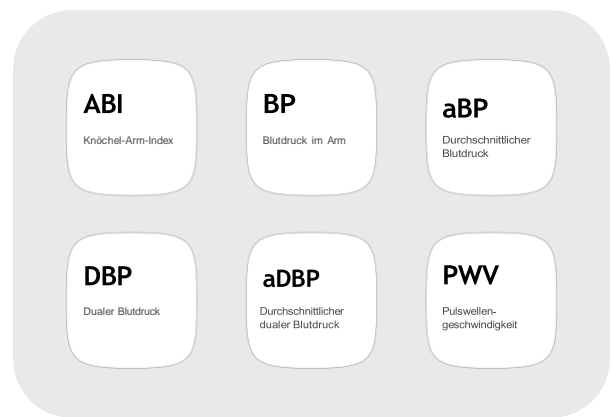 ABI
Knöchel-Arm-Index
BP
Blutdruck im Arm
aBP
Durchschnittlicher
Blutdruck
DBP
Dualer Blutdruck
aDBP
Durchschnittlicher
dualer Blutdruck
PWV
Pulswellen-
geschwindigkeit